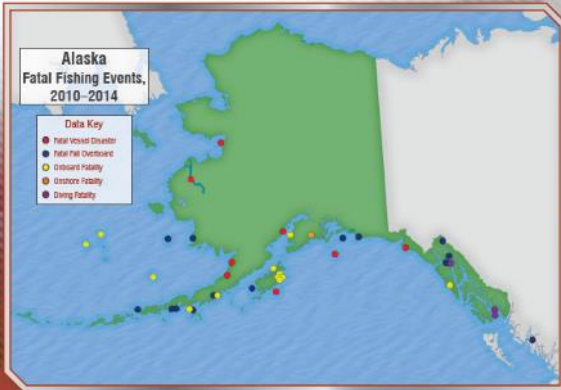 Alaska
Fatal Fishing Events,
2010–2014
Data Key
Fatal Vessel Disaster
Fatal Fall Overboard
Onboard Fatality
Onshore Fatality
Diving Fatality